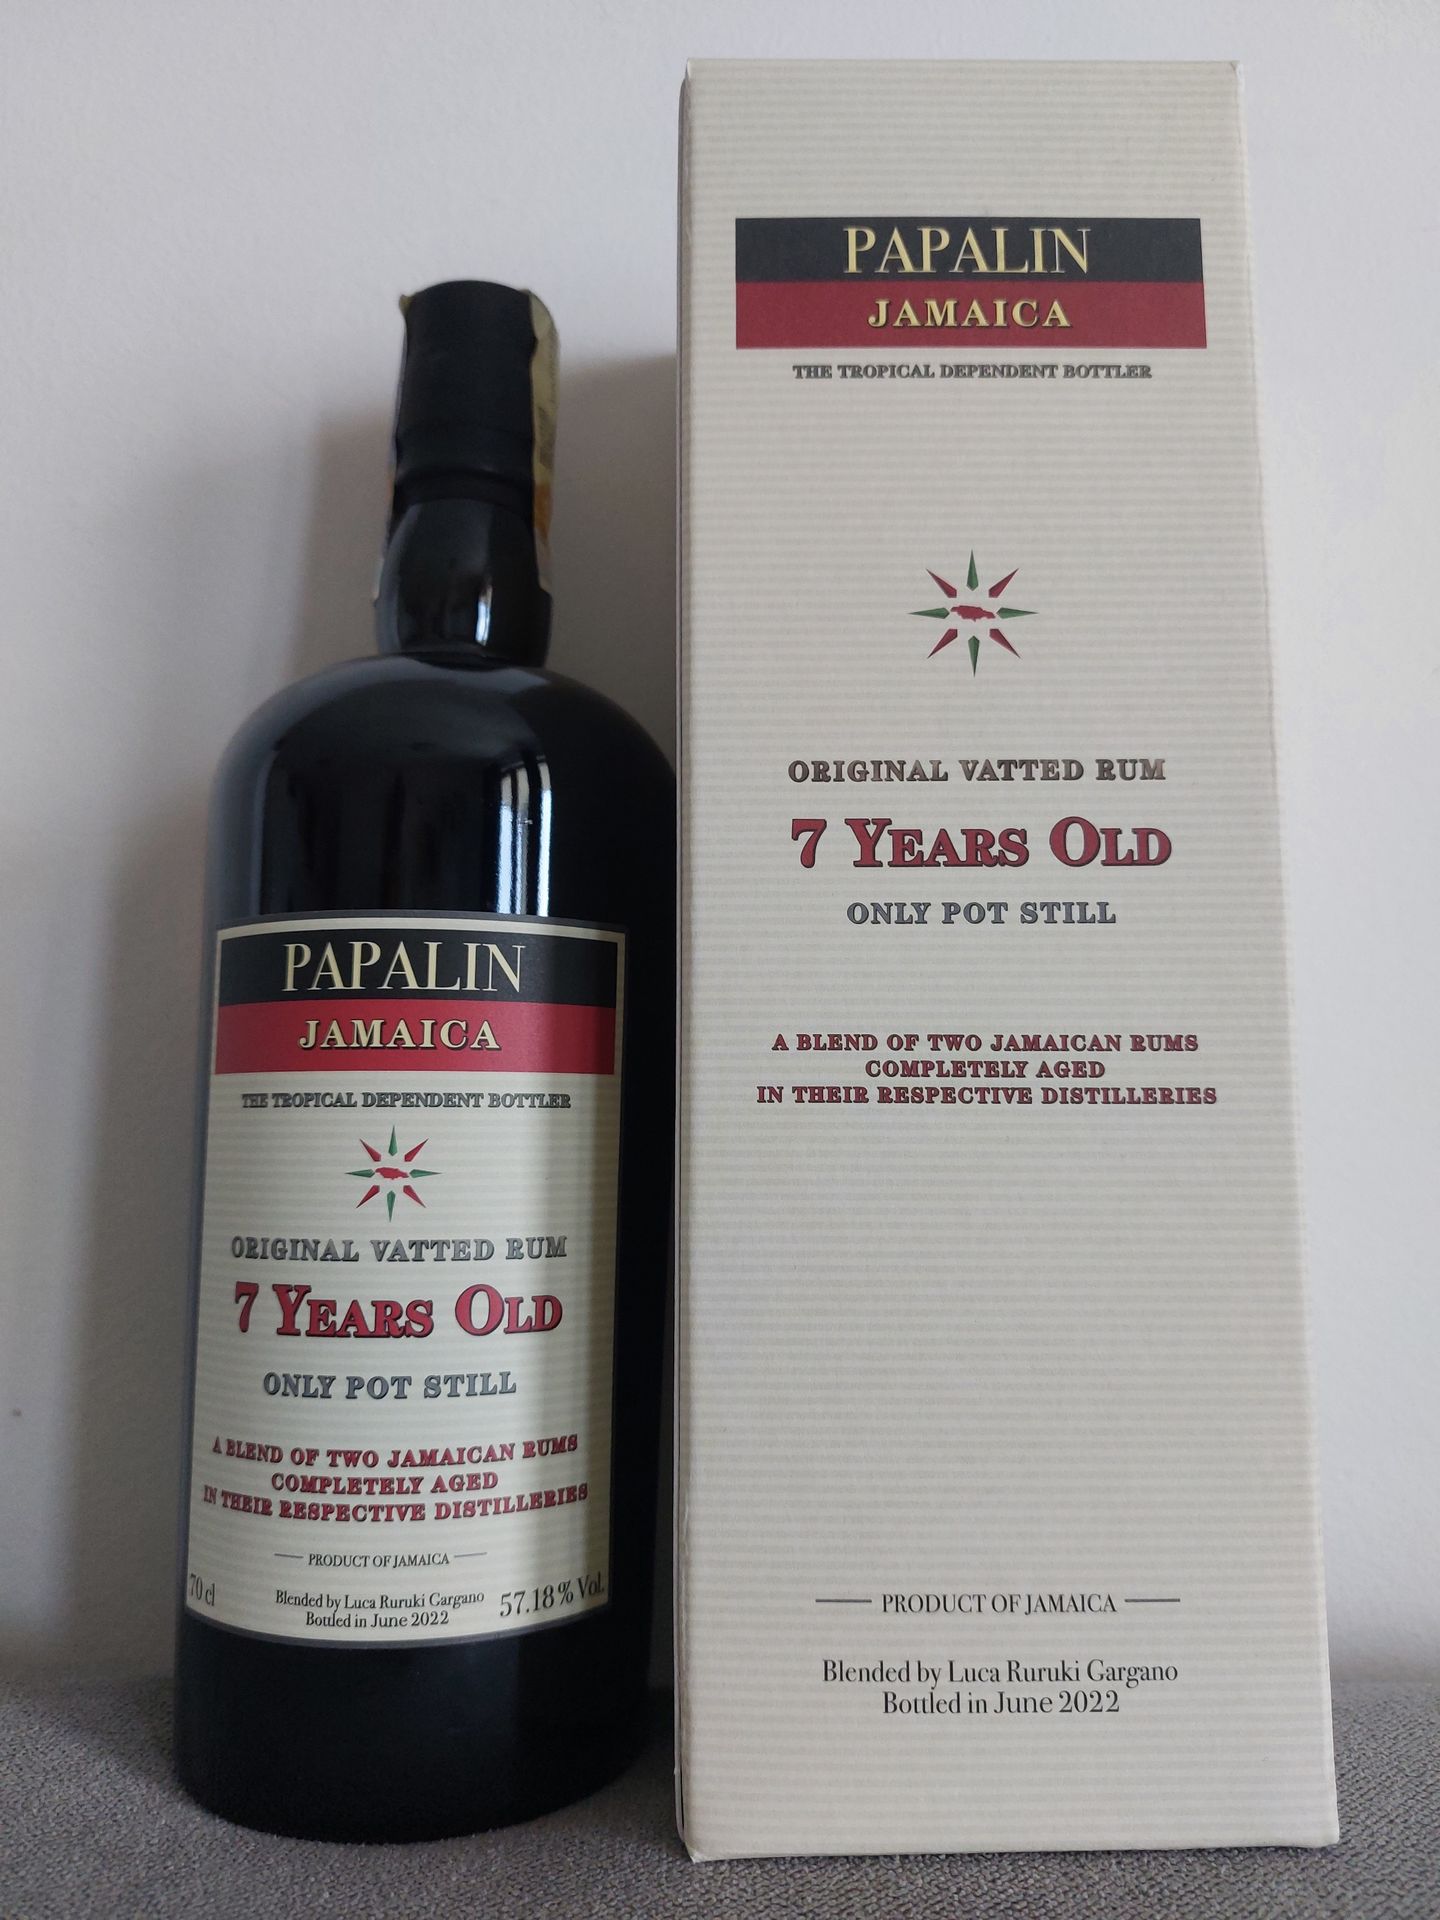 PAPALIN
JAMAICA
THE TROPICAL DEPENDENT BOTTLER
ORIGINAL VATTED RUM
7 YEARS OLD
ONLY POT STILL
A BLEND OF TWO JAMAICAN RUMS
COMPLETELY AGED
IN THEIR RESPECTIVE DISTILLERIES
PRODUCT OF JAMAICA
70 cl
Blended by Luca Ruruki Gargano
Bottled in June 2022
57.18% Vol.
PAPALIN
JAMAICA
THE TROPICAL DEPENDENT BOTTLER
ORIGINAL VATTED RUM
7 YEARS OLD
ONLY POT STILL
A BLEND OF TWO JAMAICAN RUMS
COMPLETELY AGED
IN THEIR RESPECTIVE DISTILLERIES
PRODUCT OF JAMAICA
Blended by Luca Ruruki Gargano
Bottled in June 2022